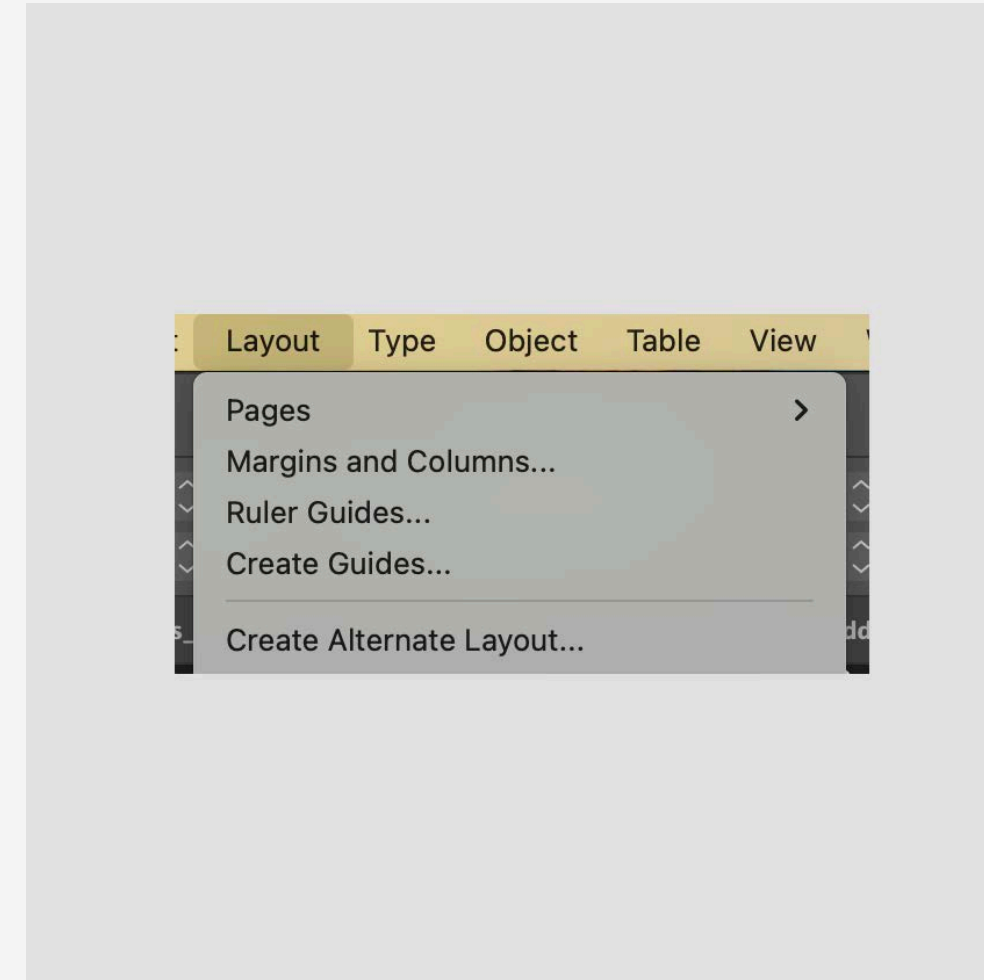 Layout Type Object Table View
Pages
Margins and Columns...
Ruler Guides...
Create Guides...
Create Alternate Layout...